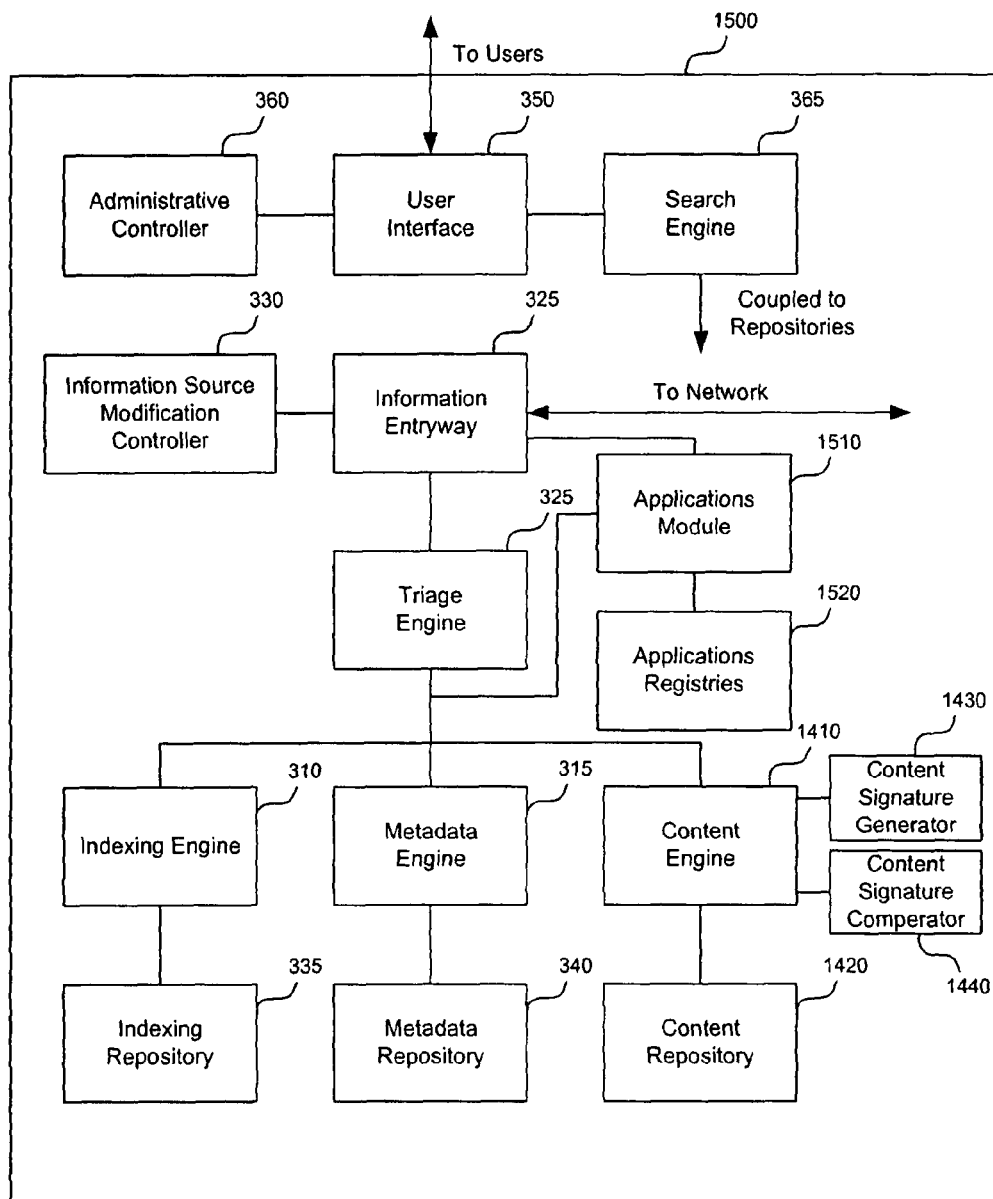 1500
To Users
360
350
365
Administrative
Controller
User
Interface
Search
Engine
330
325
Coupled to
Repositories
Information Source
Modification
Controller
Information
Entryway
To Network
1510
325
Applications
Module
Triage
Engine
1520
Applications
Registries
1430
1410
310
315
Content
Signature
Generator
Indexing Engine
Metadata
Engine
Content
Engine
Content
Signature
Comperator
335
340
1420
1440
Indexing
Repository
Metadata
Repository
Content
Repository